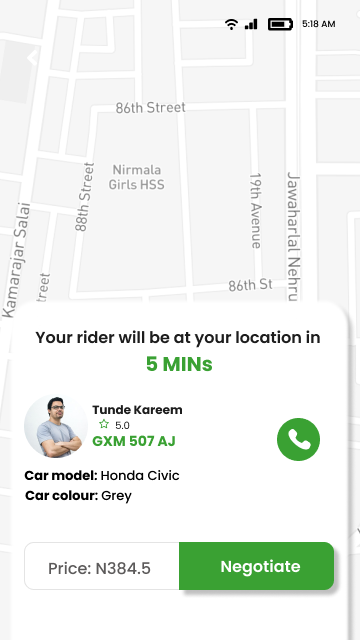 5:18 AM
86th Street
Nirmala
Girls HSS
88th Street
19th Avenue
Jawaharlal Nehru
Kamarajar Salai
86th St
Your rider will be at your location in
5 MINs
Tunde Kareem
5.0
GXM 507 AJ
Car model: Honda Civic
Car colour: Grey
Price: N384.5
Negotiate